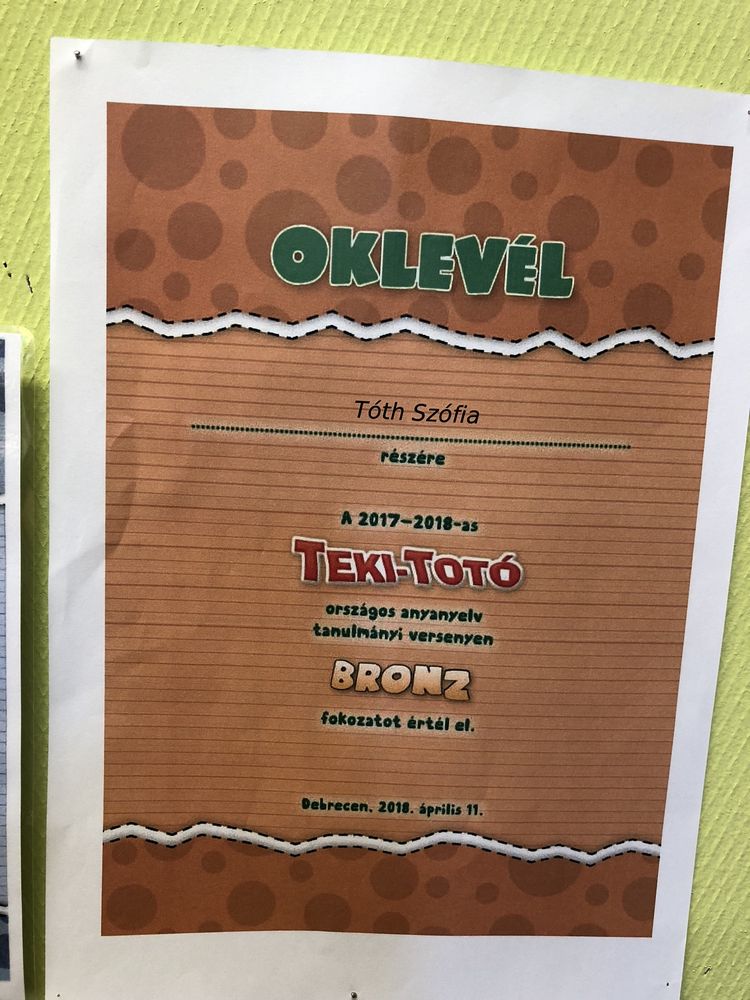 OKLEVÉL
Tóth Szófia
részére
A 2017–2018-as
TEKI-TOTÓ
országos anyanyelv
tanulmányi versenyen
BRONZ
fokozatot értél el.
Debrecen, 2018. április 11.